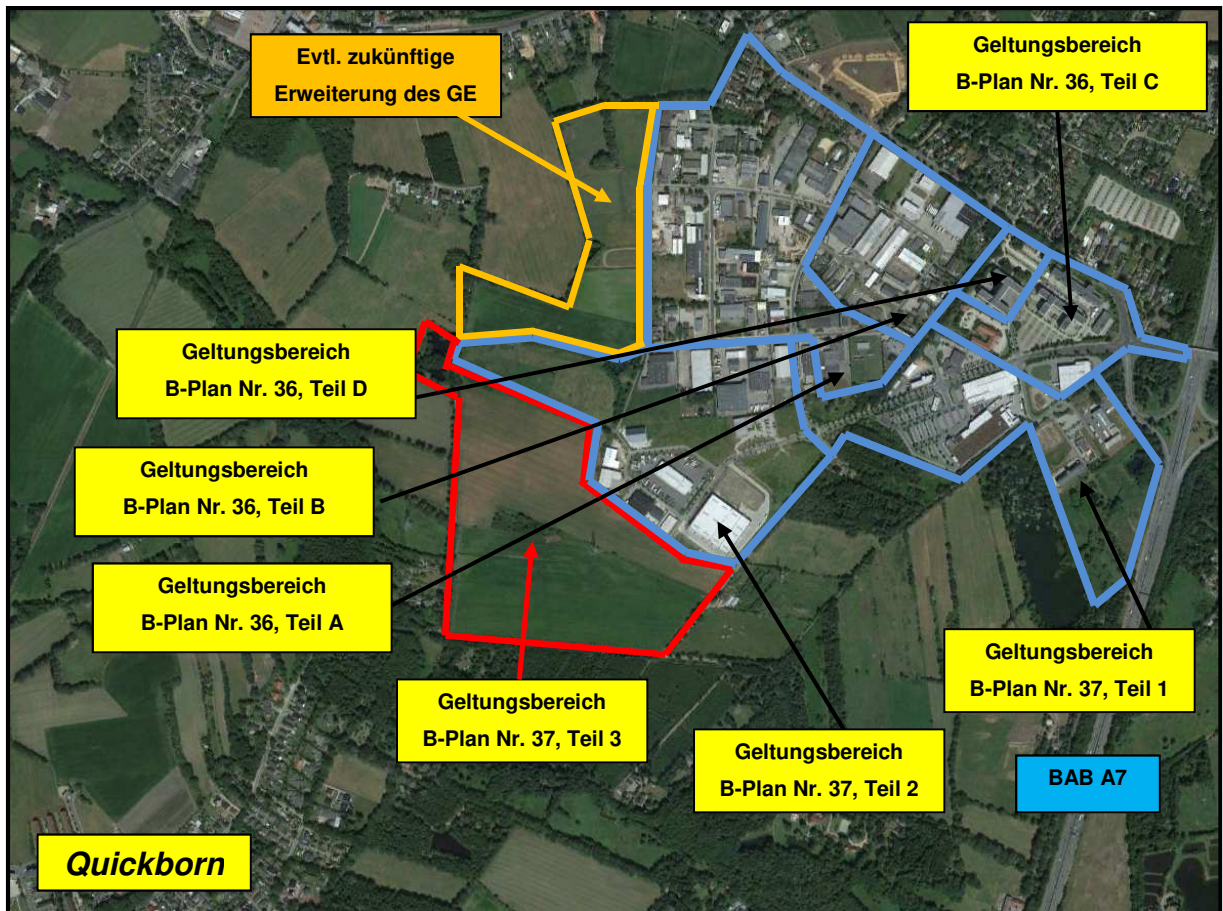 Evtl. zukünftige
Erweiterung des GE
Geltungsbereich
B-Plan Nr. 36, Teil C
Geltungsbereich
B-Plan Nr. 36, Teil D
Geltungsbereich
B-Plan Nr. 36, Teil B
Geltungsbereich
B-Plan Nr. 36, Teil A
Geltungsbereich
B-Plan Nr. 37, Teil 3
Geltungsbereich
B-Plan Nr. 37, Teil 2
Geltungsbereich
B-Plan Nr. 37, Teil 1
BAB A7
Quickborn